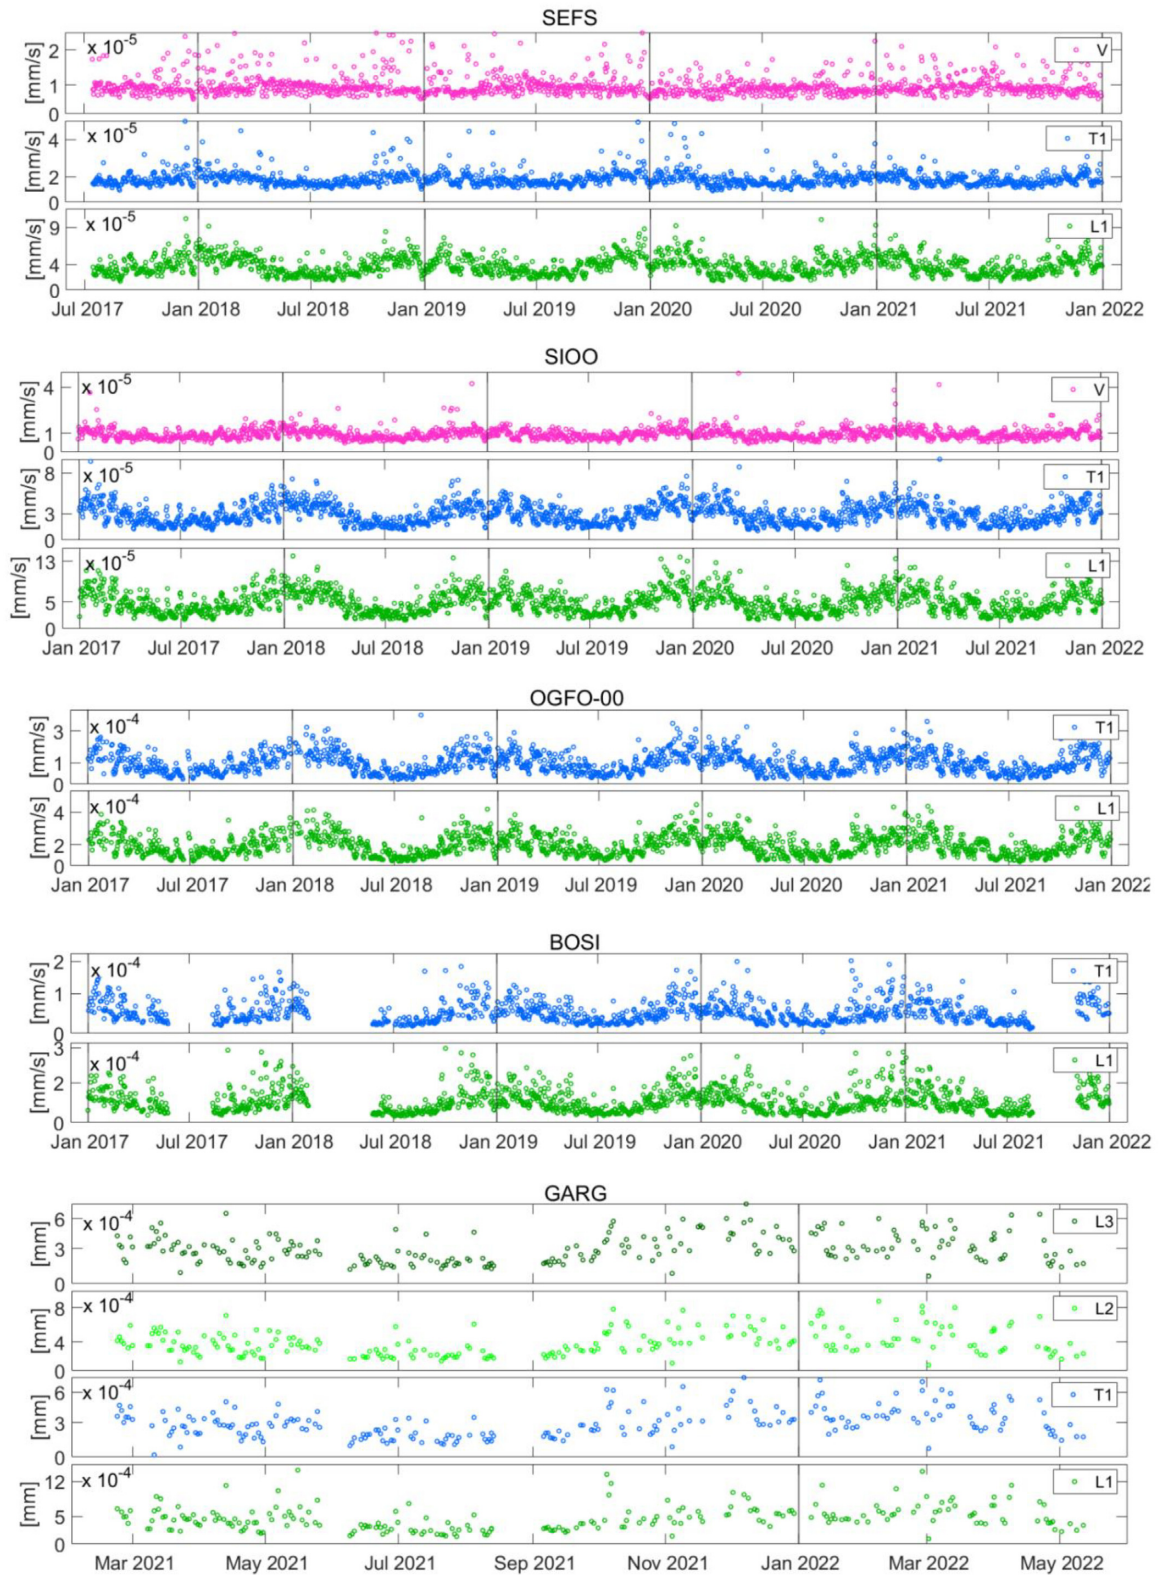 SEFS
x 10-5
V
[mm/s]
2
1
0
x 10-5
T1
[mm/s]
4
2
0
x 10-5
L1
[mm/s]
9
4
0
Jul 2017 Jan 2018 Jul 2018 Jan 2019 Jul 2019 Jan 2020 Jul 2020 Jan 2021 Jul 2021 Jan 2022
SIOO
x 10-5
V
[mm/s]
4
1
0
x 10-5
T1
[mm/s]
8
3
0
x 10-5
L1
[mm/s]
13
5
0
Jan 2017 Jul 2017 Jan 2018 Jul 2018 Jan 2019 Jul 2019 Jan 2020 Jul 2020 Jan 2021 Jul 2021 Jan 2022
OGFO-00
x 10-4
T1
[mm/s]
3
1
0
x 10-4
L1
[mm/s]
4
2
0
Jan 2017 Jul 2017 Jan 2018 Jul 2018 Jan 2019 Jul 2019 Jan 2020 Jul 2020 Jan 2021 Jul 2021 Jan 2022
BOSI
x 10-4
T1
[mm/s]
2
1
0
x 10-4
L1
[mm/s]
3
2
0
Jan 2017 Jul 2017 Jan 2018 Jul 2018 Jan 2019 Jul 2019 Jan 2020 Jul 2020 Jan 2021 Jul 2021 Jan 2022
GARG
x 10-4
L3
[mm]
6
3
0
x 10-4
L2
[mm]
8
4
0
x 10-4
T1
[mm]
6
3
0
x 10-4
L1
[mm]
12
5
0
Mar 2021 May 2021 Jul 2021 Sep 2021 Nov 2021 Jan 2022 Mar 2022 May 2022